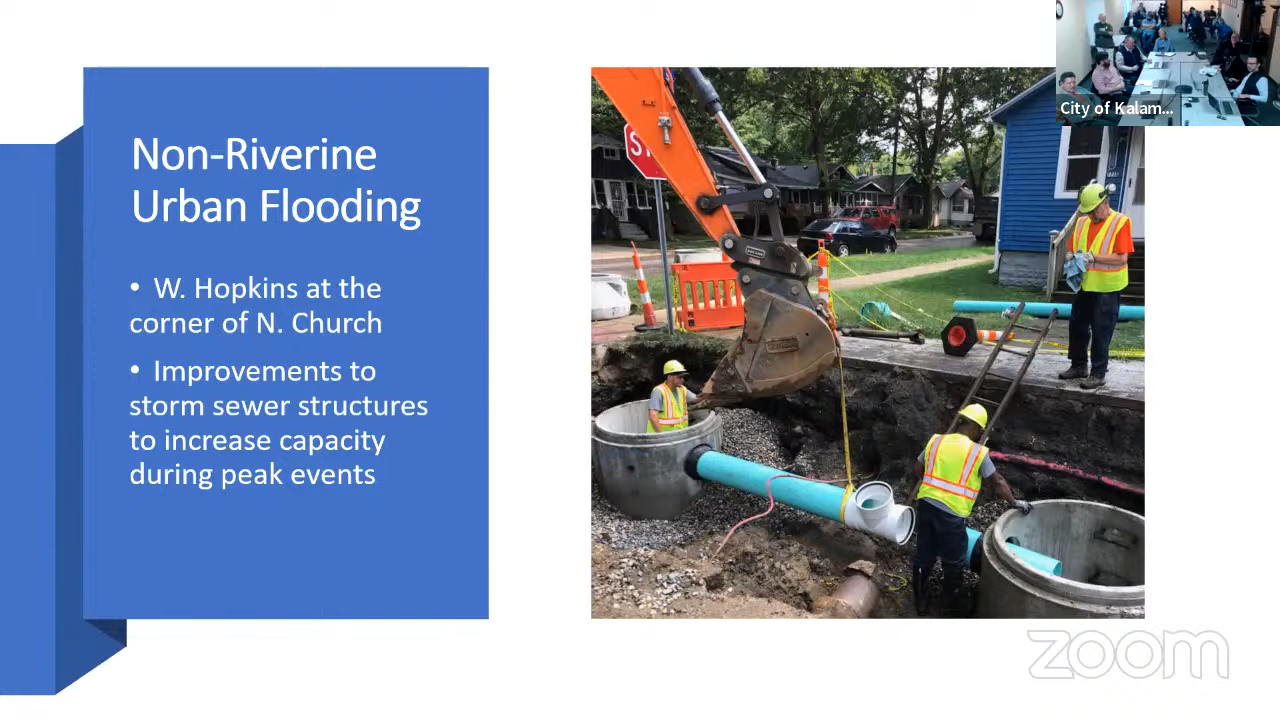 Non-Riverine
Urban Flooding
• W. Hopkins at the
corner of N. Church
• Improvements to
storm sewer structures
to increase capacity
during peak events
City of Kalam...
zoom